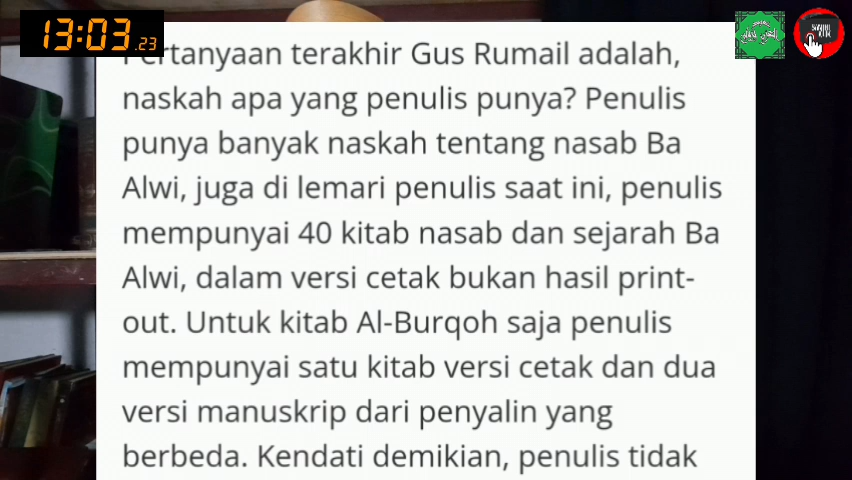 13:03.23
Pertanyaan terakhir Gus Rumail adalah,
naskah apa yang penulis punya? Penulis
punya banyak naskah tentang nasab Ba
Alwi, juga di lemari penulis saat ini, penulis
mempunyai 40 kitab nasab dan sejarah Ba
Alwi, dalam versi cetak bukan hasil print-
out. Untuk kitab Al-Burqoh saja penulis
mempunyai satu kitab versi cetak dan dua
versi manuskrip dari penyalin yang
berbeda. Kendati demikian, penulis tidak